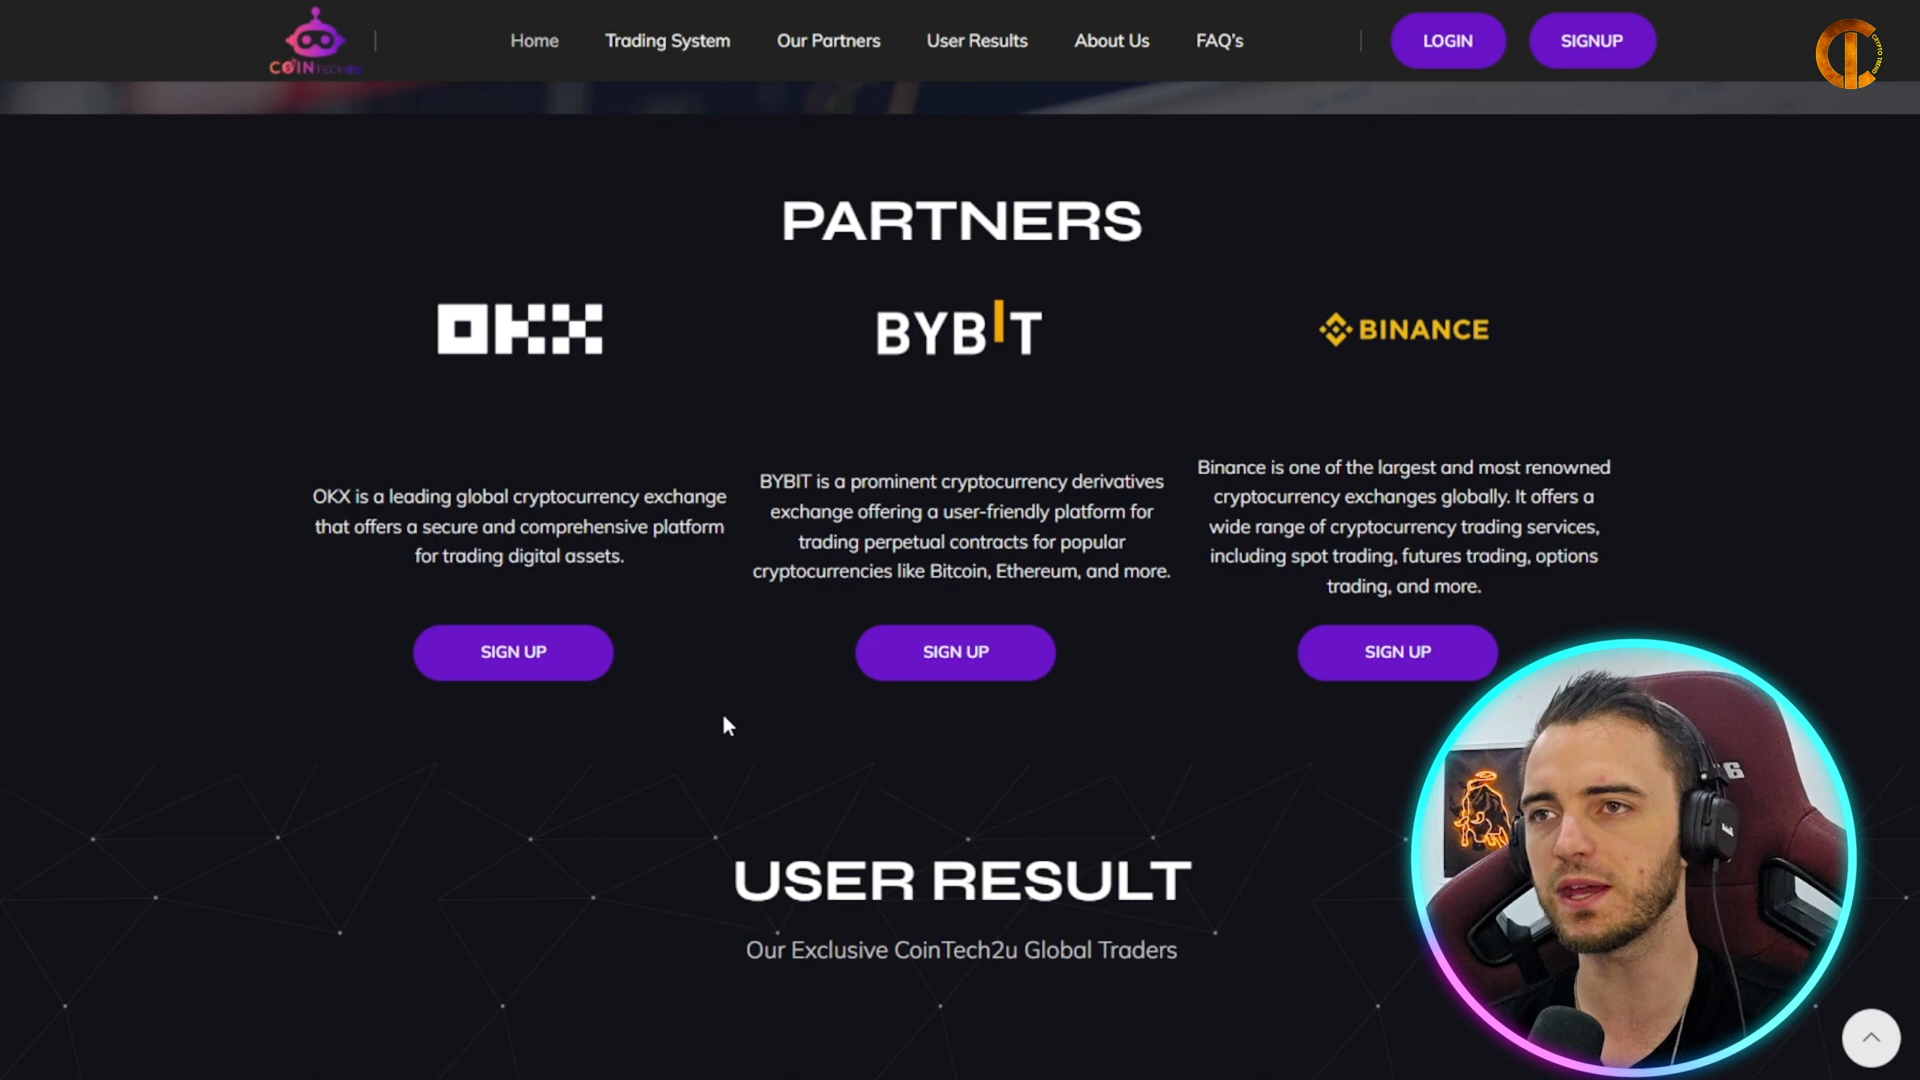 COINTECH2U
Home
Trading System
Our Partners
User Results
About Us
FAQ's
LOGIN
SIGNUP
CRYPTO TREND
PARTNERS
OKX
BYBIT
BINANCE
OKX is a leading global cryptocurrency exchange
that offers a secure and comprehensive platform
for trading digital assets.
BYBIT is a prominent cryptocurrency derivatives
exchange offering a user-friendly platform for
trading perpetual contracts for popular
cryptocurrencies like Bitcoin, Ethereum, and more.
Binance is one of the largest and most renowned
cryptocurrency exchanges globally. It offers a
wide range of cryptocurrency trading services,
including spot trading, futures trading, options
trading, and more.
SIGN UP
SIGN UP
SIGN UP
USER RESULT
Our Exclusive CoinTech2u Global Traders